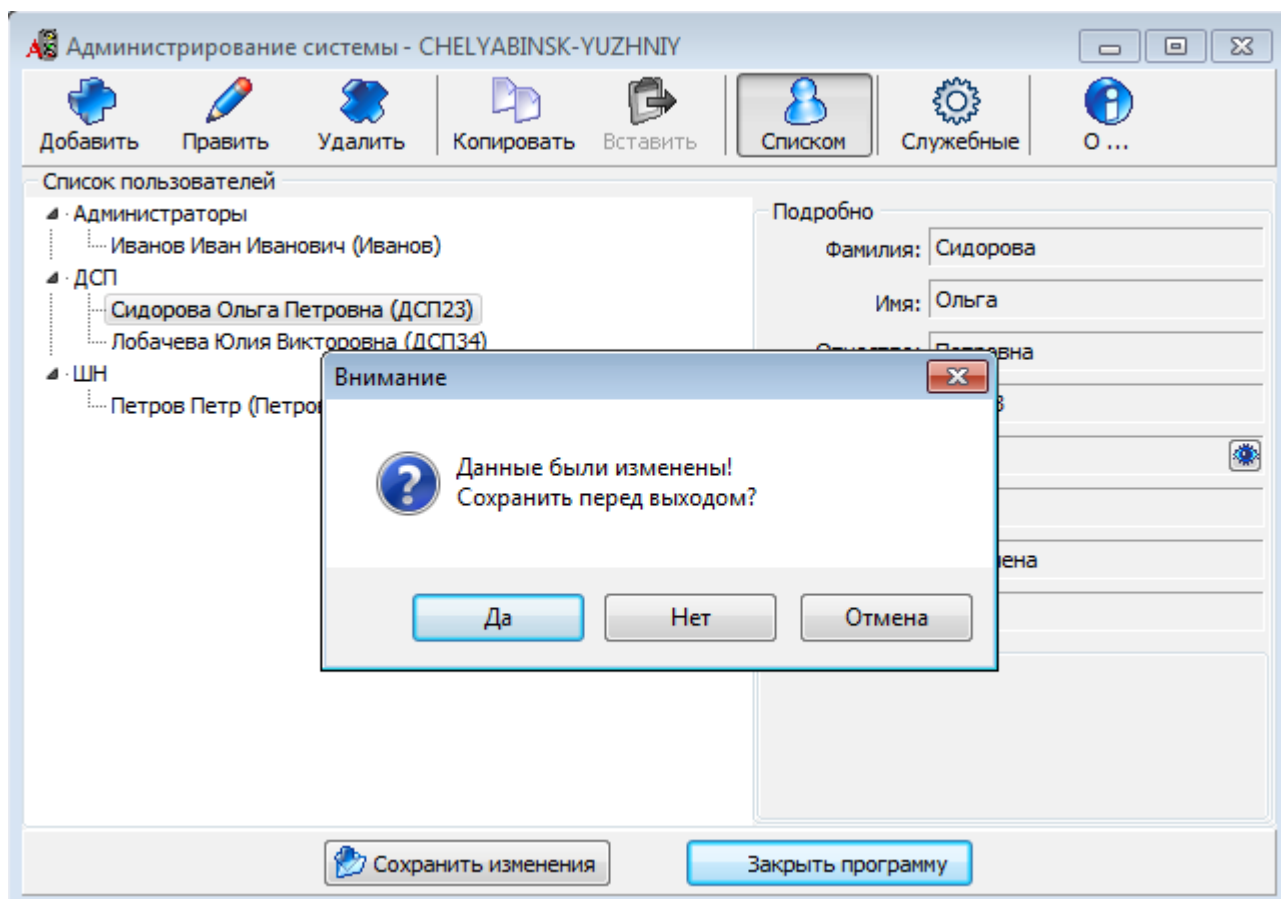 Администрирование системы - CHELYABINSK-YUZHNIY
Добавить Править Удалить Копировать Вставить Списком Служебные О ...
Список пользователей
Администраторы
Иванов Иван Иванович (Иванов)
ДСП
Сидорова Ольга Петровна (ДСП23)
Лобачева Юлия Викторовна (ДСП34)
ШН
Петров Петр
Подробно
Фамилия: Сидорова
Имя: Ольга
Внимание
Данные были изменены!
Сохранить перед выходом?
Да Нет Отмена
Сохранить изменения Закрыть программу